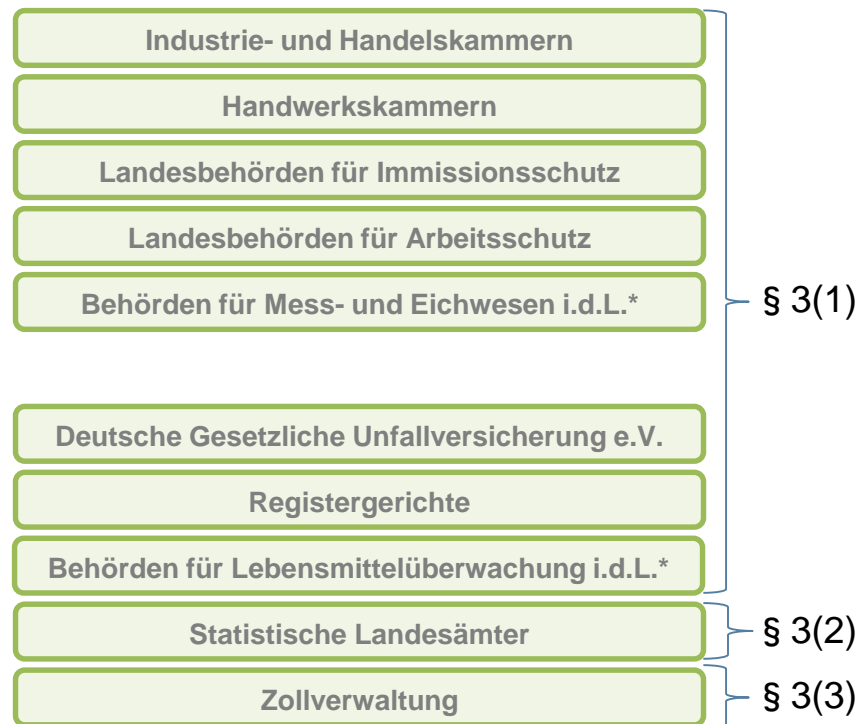 Industrie- und Handelskammern
Handwerkskammern
Landesbehörden für Immissionsschutz
Landesbehörden für Arbeitsschutz
Behörden für Mess- und Eichwesen i.d.L.*
§ 3(1)
Deutsche Gesetzliche Unfallversicherung e.V.
Registergerichte
Behörden für Lebensmittelüberwachung i.d.L.*
Statistische Landesämter
§ 3(2)
Zollverwaltung
§ 3(3)